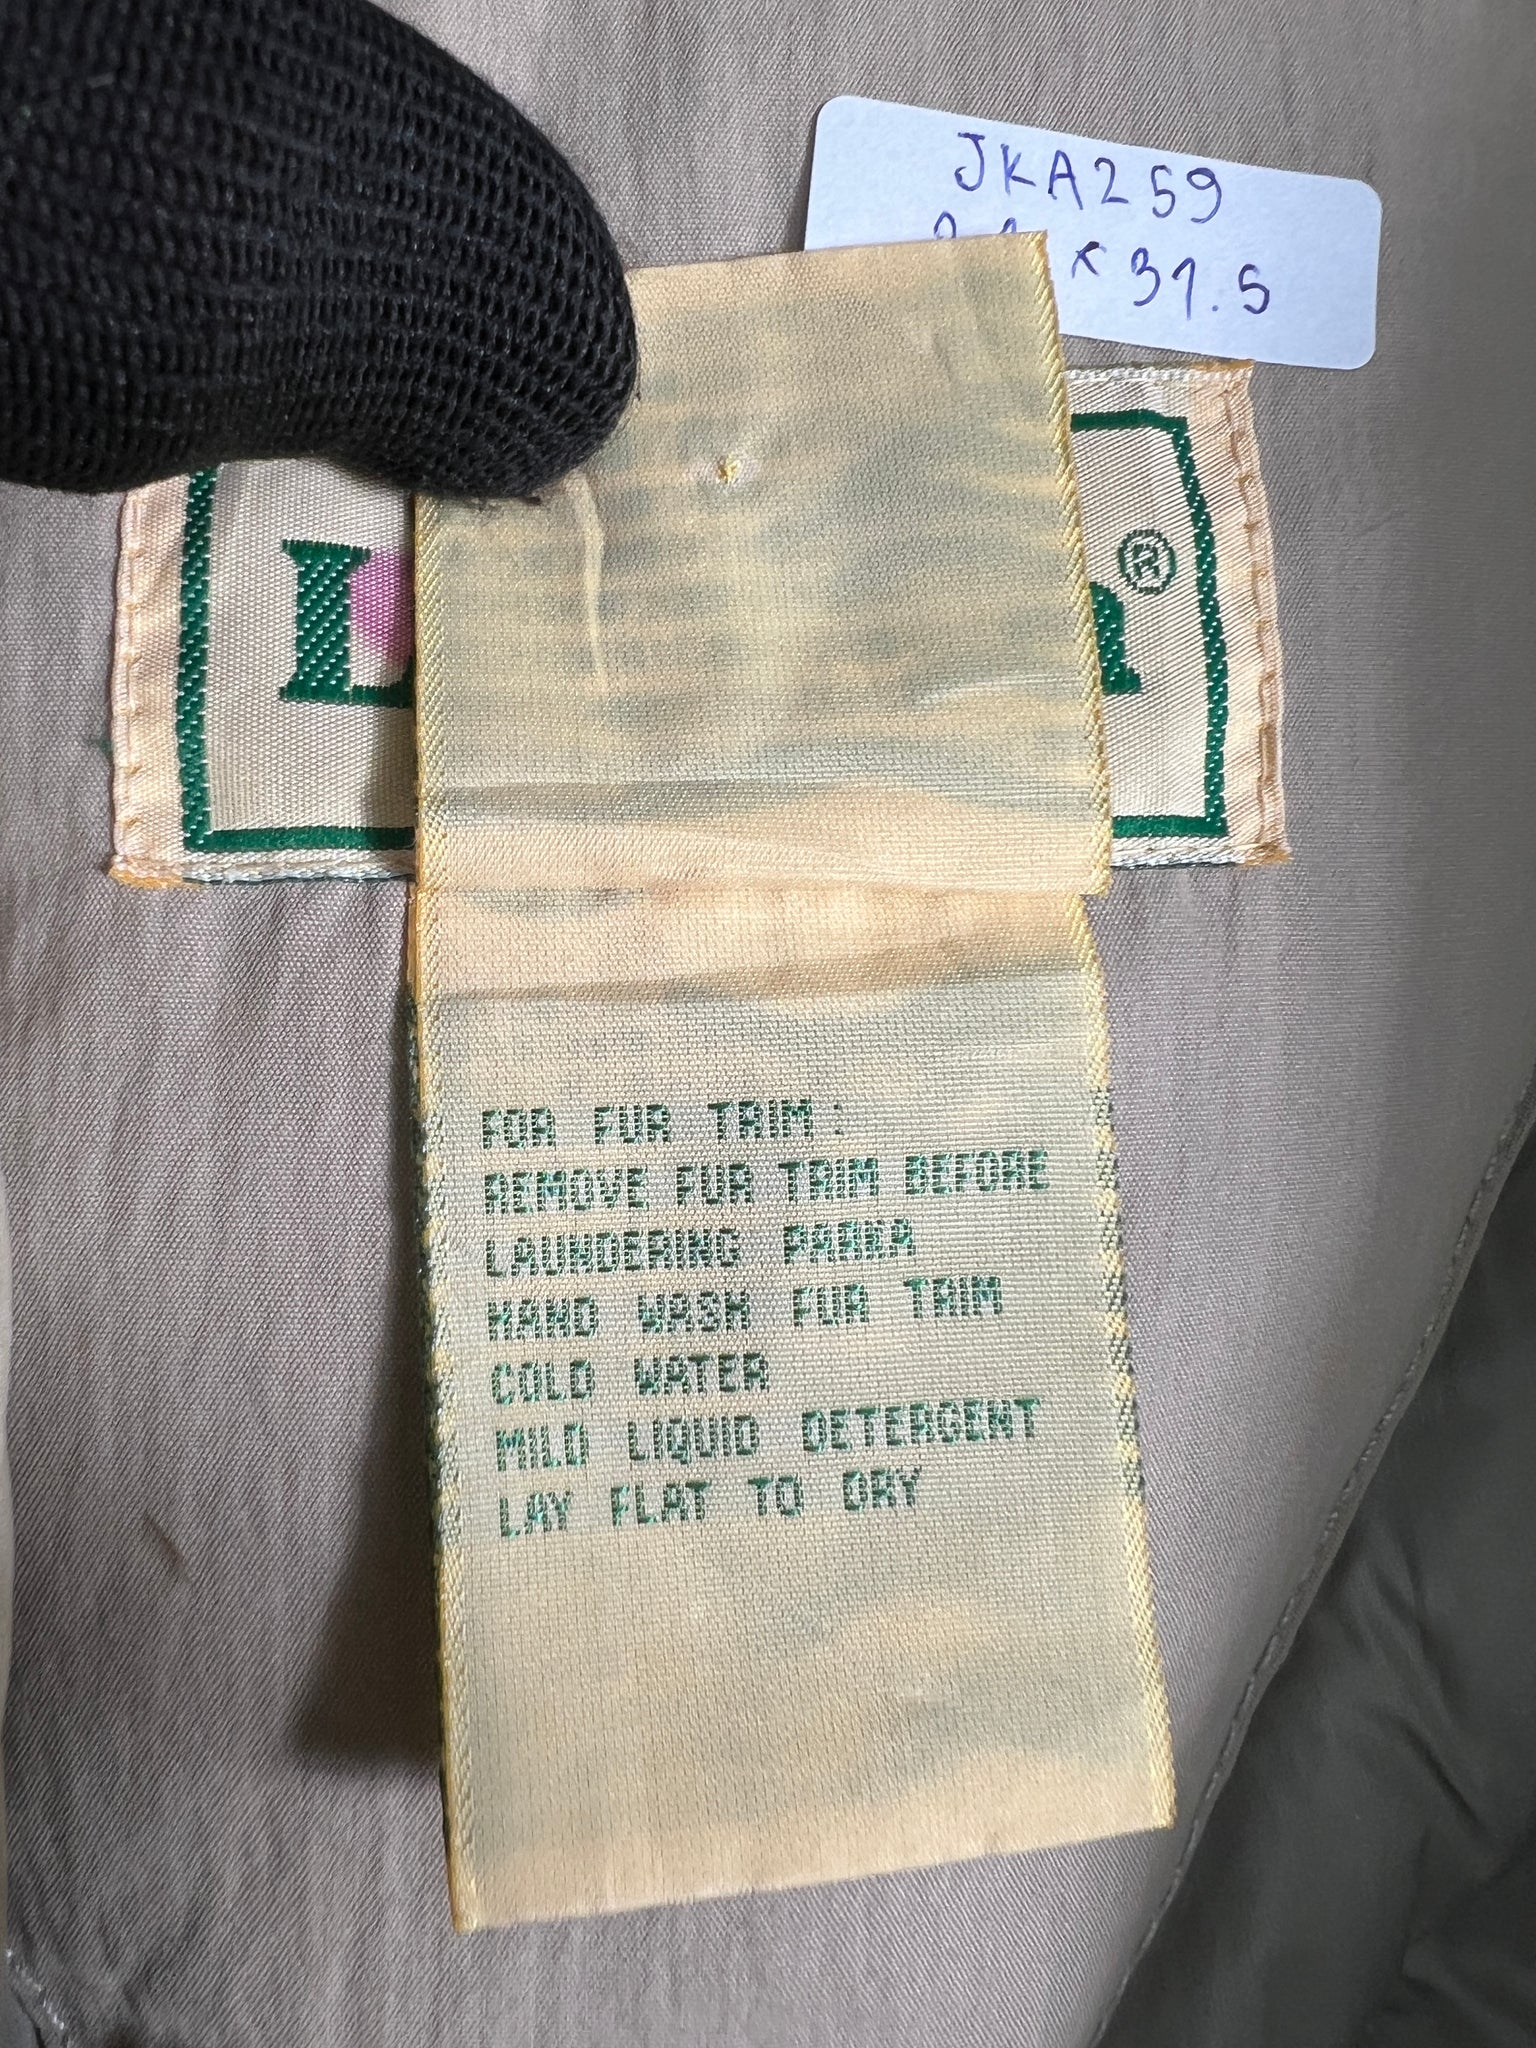 JKA259
× 31.5
®
FOR FUR TRIM:
REMOVE FUR TRIM BEFORE
LAUNDERING PARKA
HAND WASH FUR TRIM
COLD WATER
MILD LIQUID DETERGENT
LAY FLAT TO DRY